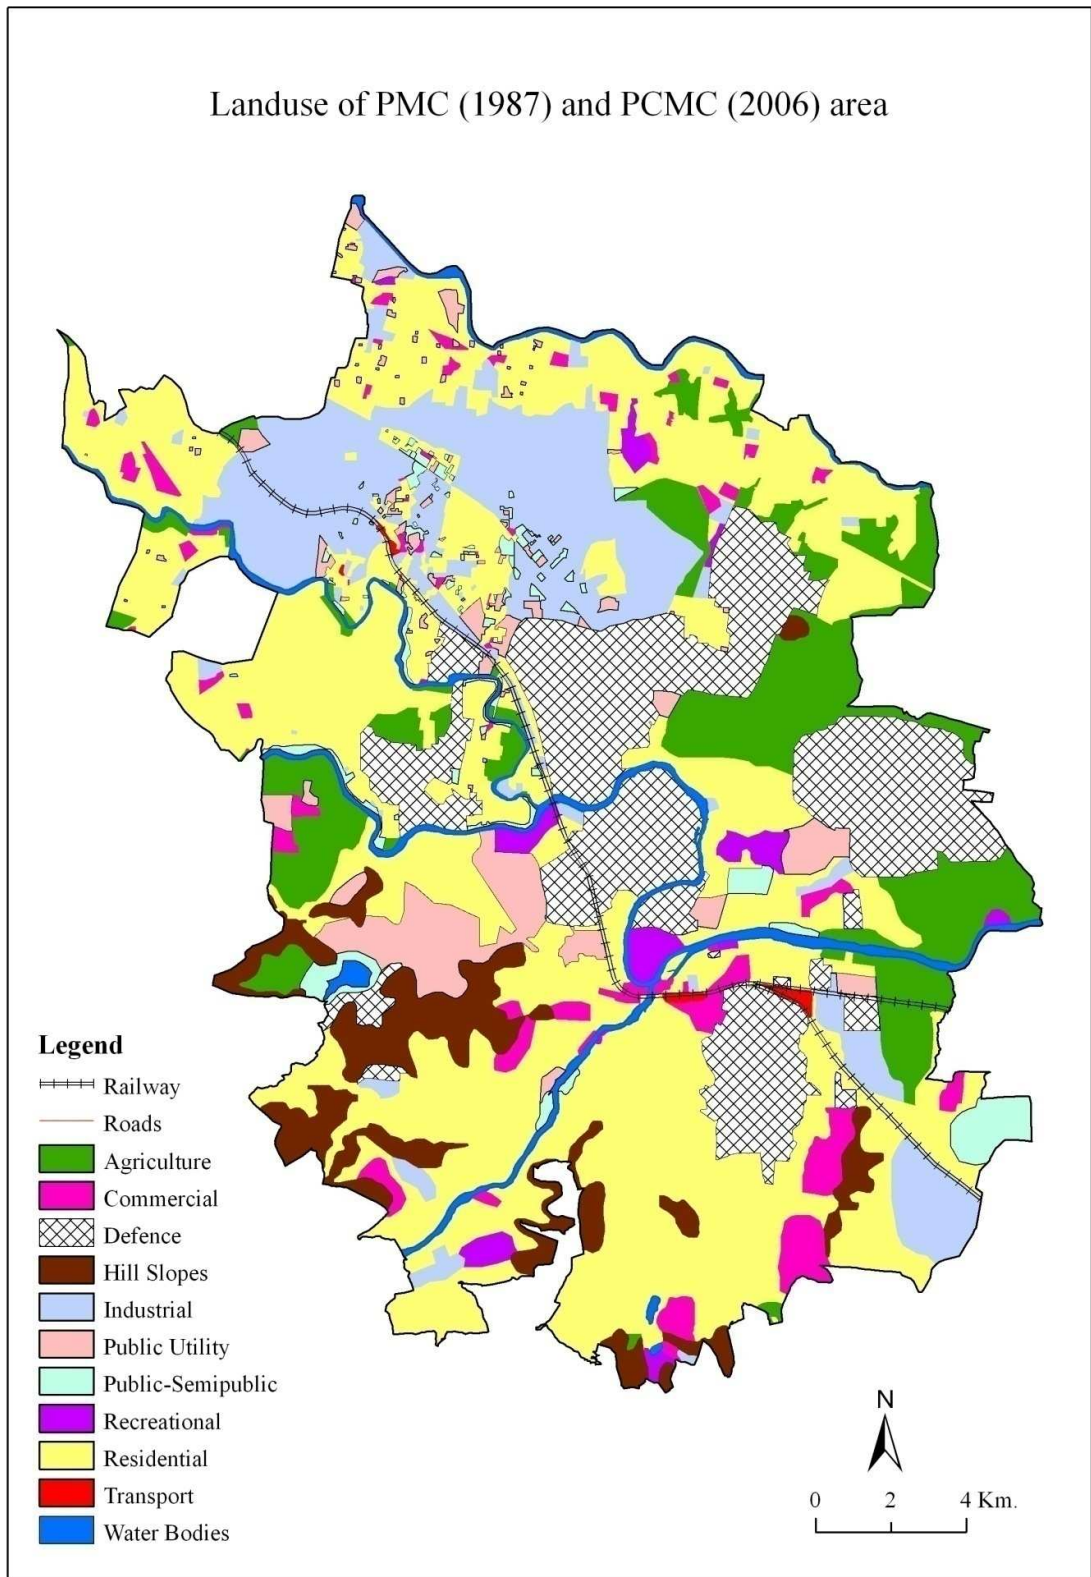 Landuse of PMC (1987) and PCMC (2006) area
Legend
Railway
Roads
Agriculture
Commercial
Defence
Hill Slopes
Industrial
Public Utility
Public-Semipublic
Recreational
Residential
Transport
Water Bodies
N
0 2 4 Km.